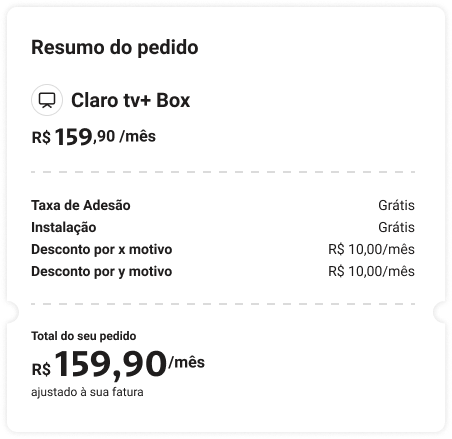 Resumo do pedido
Claro tv+ Box
R$ 159,90 /mês
Taxa de Adesão Grátis
Instalação Grátis
Desconto por x motivo R$ 10,00/mês
Desconto por y motivo R$ 10,00/mês
Total do seu pedido
R$ 159,90/mês
ajustado à sua fatura